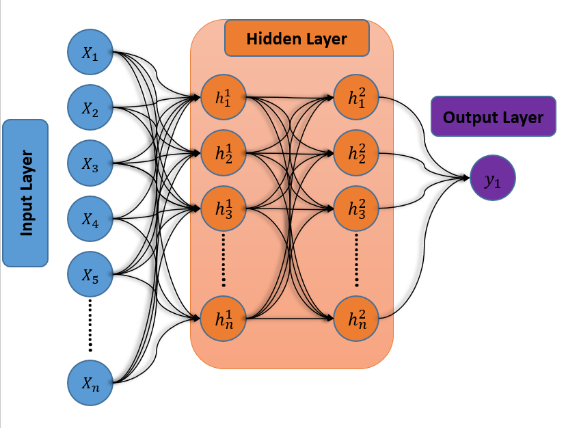 Hidden Layer
Output Layer
Input Layer
X₁
X₂
X₃
X₄
X₅
Xₙ
h₁¹
h₂¹
h₃¹
hₙ¹
h₁²
h₂²
h₃²
hₙ²
y₁